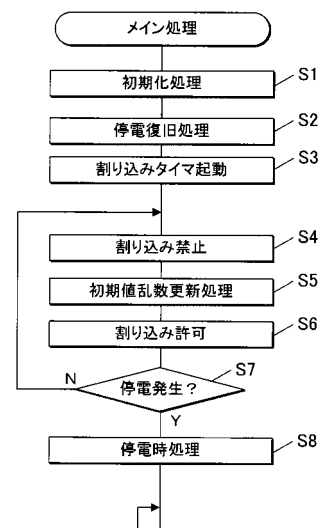 メイン処理
初期化処理 S1
停電復旧処理 S2
割り込みタイマ起動 S3
割り込み禁止 S4
初期値乱数更新処理 S5
割り込み許可 S6
停電発生? S7
N
Y
停電時処理 S8